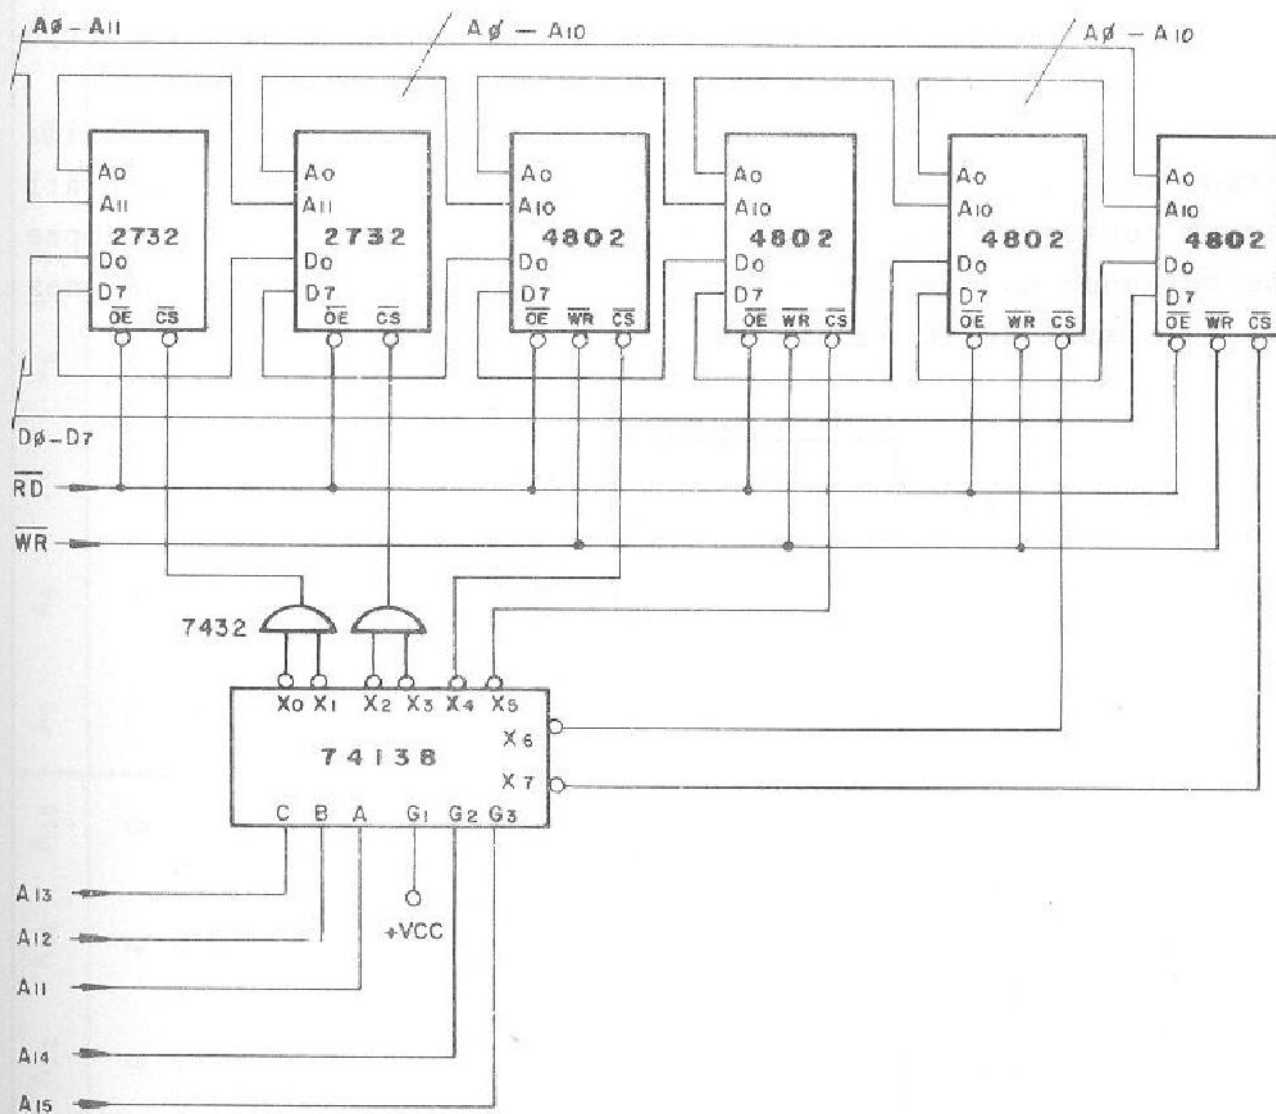 AØ-A11
AØ - A10
AØ - A10
A0
A11
2732
D0
D7
OE CS
A0
A11
2732
D0
D7
OE CS
A0
A10
4802
D0
D7
OE WR CS
A0
A10
4802
D0
D7
OE WR CS
A0
A10
4802
D0
D7
OE WR CS
A0
A10
4802
D0
D7
OE WR CS
DØ-D7
RD
WR
7432
X0 X1 X2 X3 X4 X5
X6
74138
X7
C B A G1 G2 G3
A13
+VCC
A12
A11
A14
A15